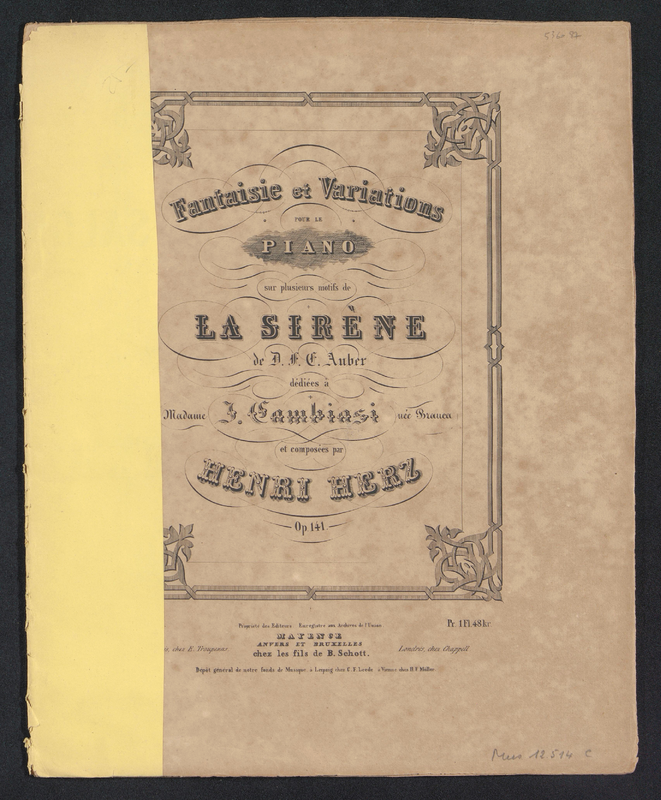 Fantaisie et Variations
POUR LE
PIANO
sur plusieurs motifs de
LA SIRÈNE
de D. F. E. Auber
dédiées à
Madame J. Cambiasi née Branca
et composées par
HENRI HERZ
Op. 141.
Propriété des Editeurs. Enregistré aux Archives de l'Union.
Pr. 1 Fl. 48 kr.
MAYENCE
ANVERS ET BRUXELLES
chez E. Troupenas
chez les fils de B. Schott.
Londres, chez Chappell
Dépôt général de notre fonds de Musique à Leipzig chez C. F. Leede à Vienne chez H. F. Müller
Mus 12514 C